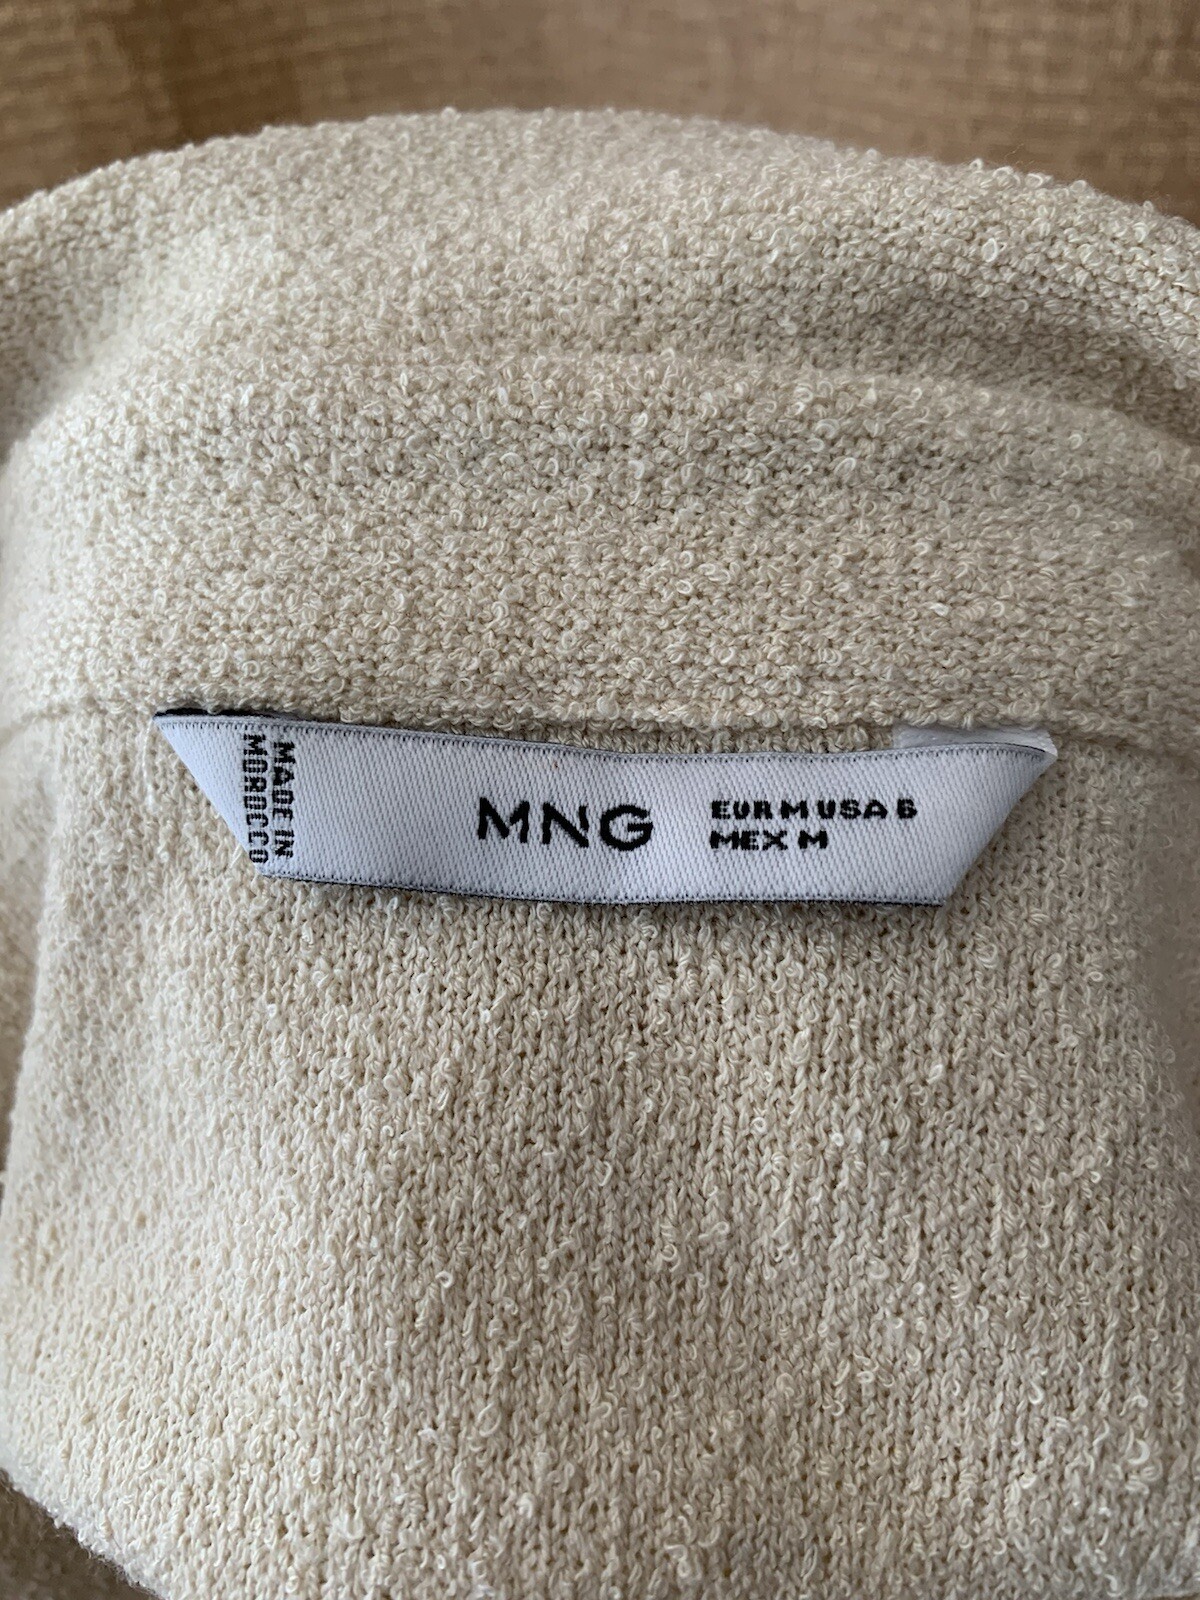 MADE IN
MOROCCO
MNG
EUR M USA 6
MEX M